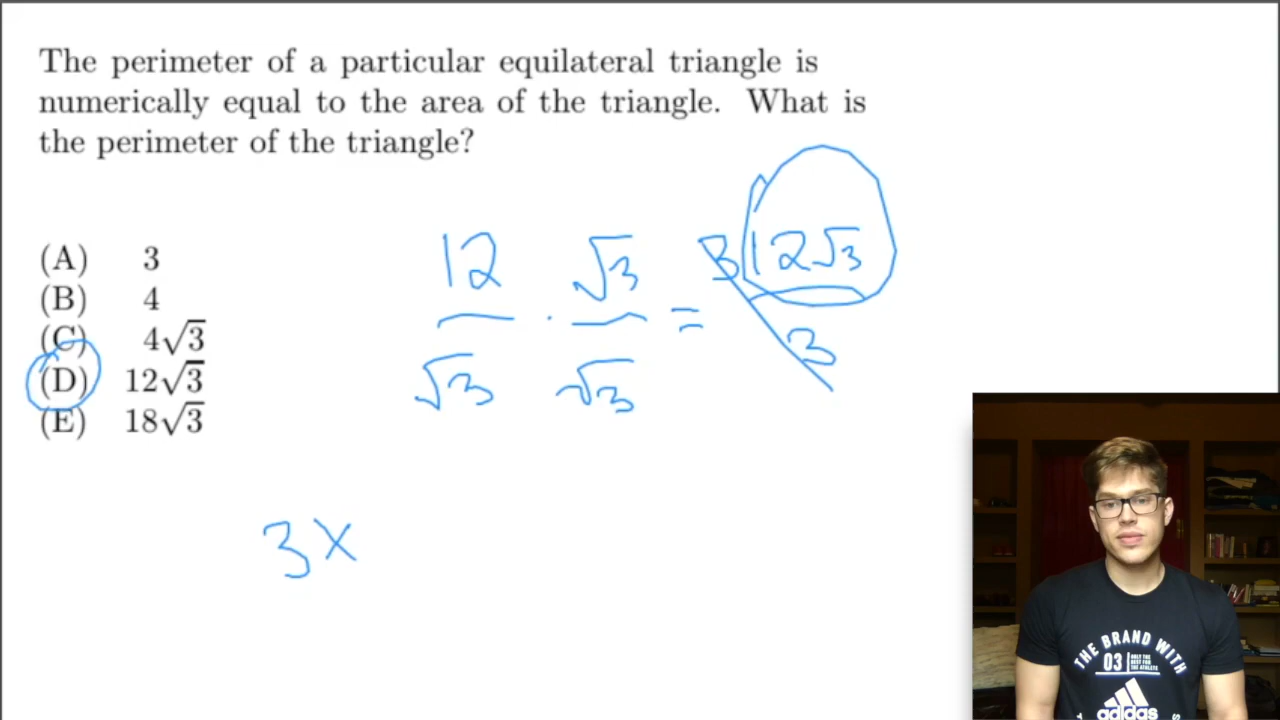 The perimeter of a particular equilateral triangle is
numerically equal to the area of the triangle. What is
the perimeter of the triangle?
(A) 3
(B) 4
(C) 4√3
(D) 12√3
(E) 18√3
12/√3 · √3/√3 = 3 12√3/3
3x
THE BRAND WITH
03
adidas